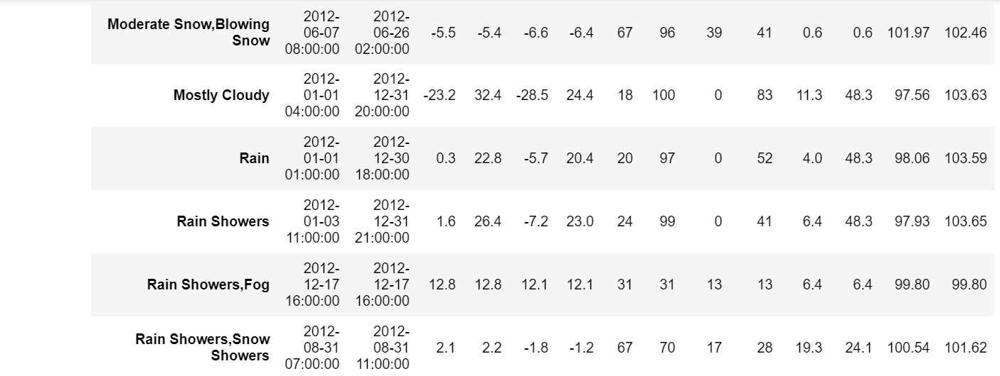 Moderate Snow,Blowing Snow 2012-06-07 08:00:00 2012-06-26 02:00:00 -5.5 -5.4 -6.6 -6.4 67 96 39 41 0.6 0.6 101.97 102.46
Mostly Cloudy 2012-01-01 04:00:00 2012-12-31 20:00:00 -23.2 32.4 -28.5 24.4 18 100 0 83 11.3 48.3 97.56 103.63
Rain 2012-01-01 01:00:00 2012-12-30 18:00:00 0.3 22.8 -5.7 20.4 20 97 0 52 4.0 48.3 98.06 103.59
Rain Showers 2012-01-03 11:00:00 2012-12-31 21:00:00 1.6 26.4 -7.2 23.0 24 99 0 41 6.4 48.3 97.93 103.65
Rain Showers,Fog 2012-12-17 16:00:00 2012-12-17 16:00:00 12.8 12.8 12.1 12.1 31 31 13 13 6.4 6.4 99.80 99.80
Rain Showers,Snow Showers 2012-08-31 07:00:00 2012-08-31 11:00:00 2.1 2.2 -1.8 -1.2 67 70 17 28 19.3 24.1 100.54 101.62